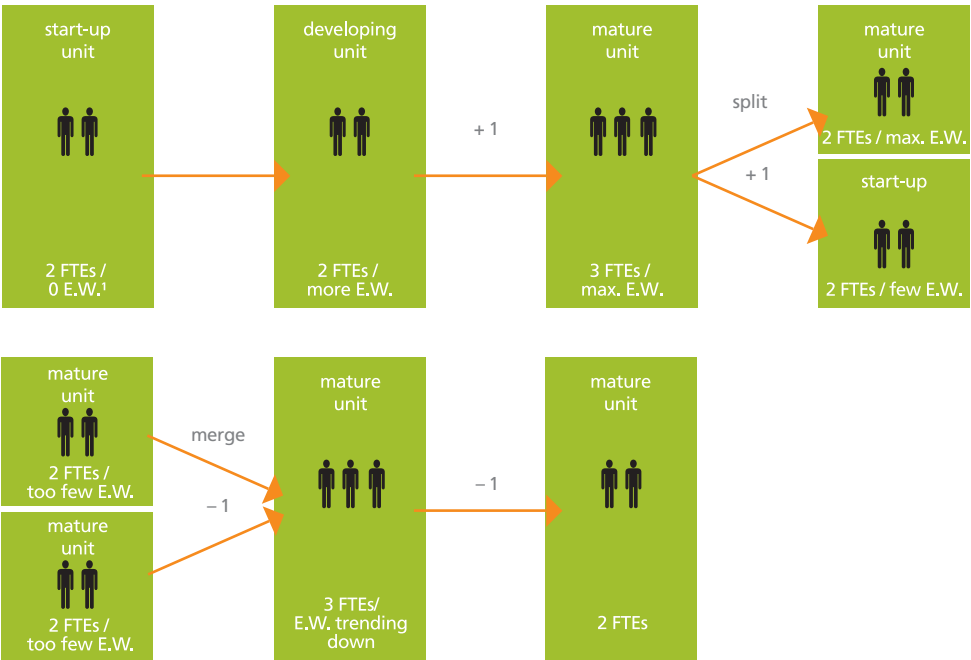 start-up
unit
2 FTEs /
0 E.W.¹
developing
unit
2 FTEs /
more E.W.
+ 1
mature
unit
3 FTEs /
max. E.W.
split
+ 1
mature
unit
2 FTEs / max. E.W.
start-up
2 FTEs / few E.W.
mature
unit
2 FTEs /
too few E.W.
mature
unit
2 FTEs /
too few E.W.
merge
– 1
mature
unit
3 FTEs/
E.W. trending
down
– 1
mature
unit
2 FTEs